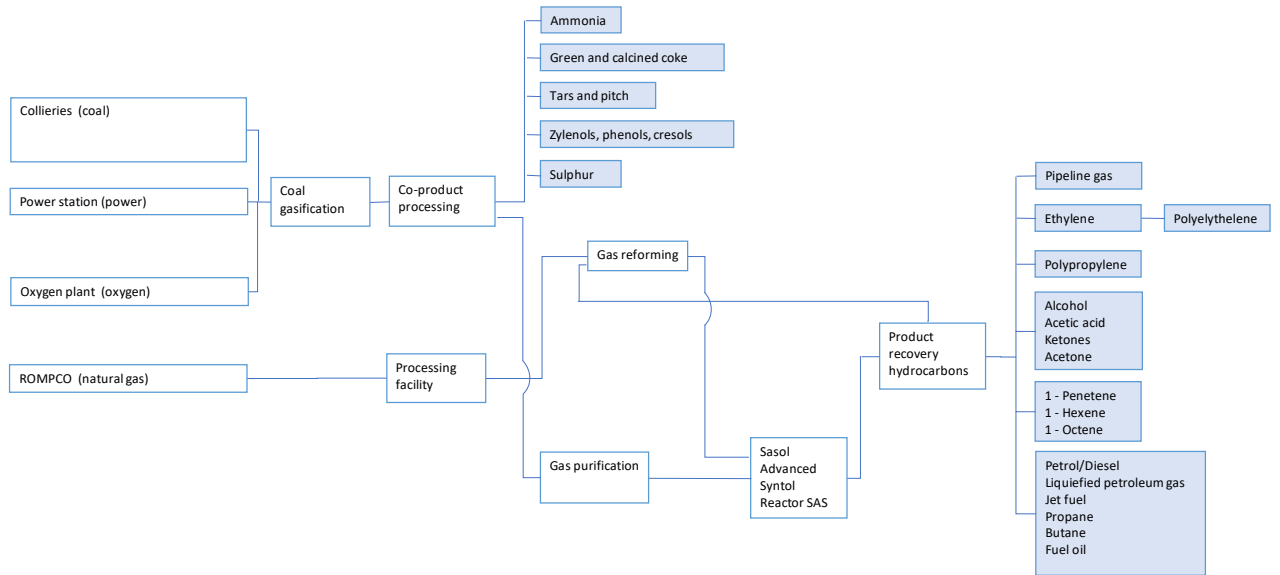 Ammonia
Green and calcined coke
Tars and pitch
Zylenols, phenols, cresols
Sulphur
Collieries (coal)
Power station (power)
Oxygen plant (oxygen)
ROMPCO (natural gas)
Coal
gasification
Co-product
processing
Processing
facility
Gas reforming
Gas purification
Sasol
Advanced
Syntol
Reactor SAS
Product
recovery
hydrocarbons
Pipeline gas
Ethylene
Polyelythelene
Polypropylene
Alcohol
Acetic acid
Ketones
Acetone
1 - Penetene
1 - Hexene
1 - Octene
Petrol/Diesel
Liquiefied petroleum gas
Jet fuel
Propane
Butane
Fuel oil